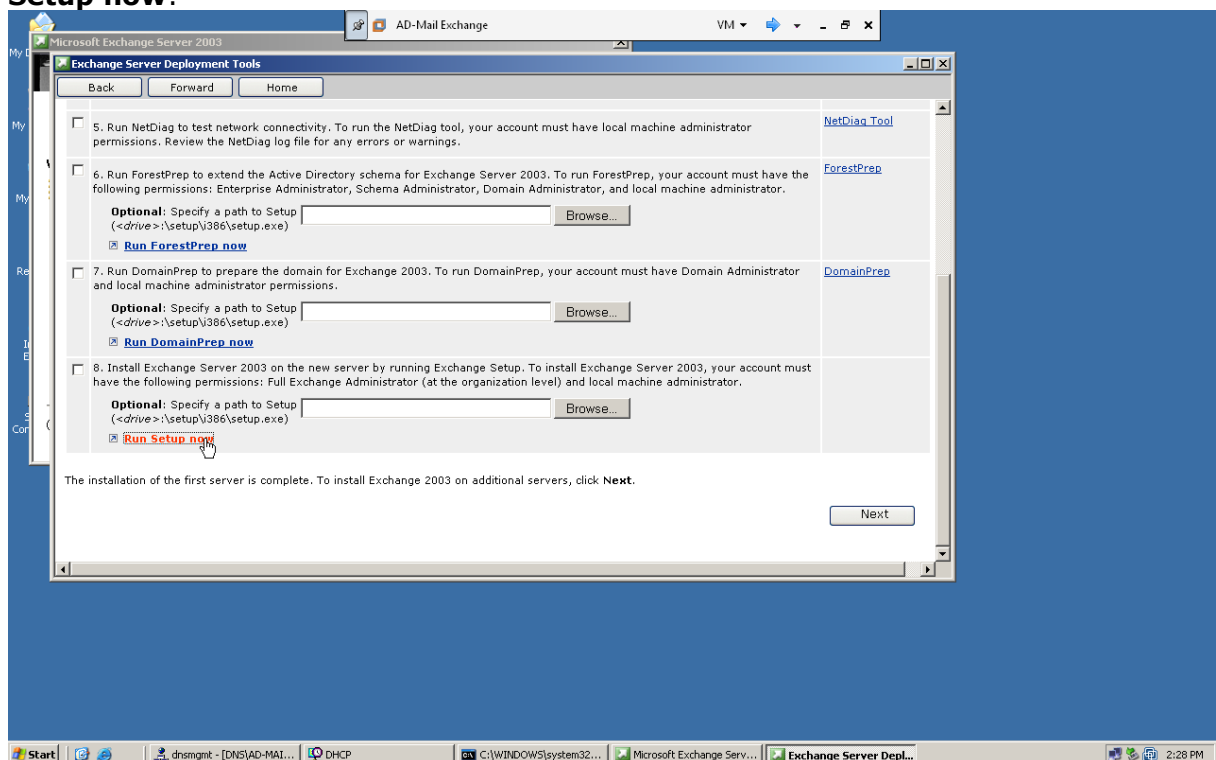 Setup now.
AD-Mail Exchange
VM
Microsoft Exchange Server 2003
Exchange Server Deployment Tools
Back Forward Home
5. Run NetDiag to test network connectivity. To run the NetDiag tool, your account must have local machine administrator
permissions. Review the NetDiag log file for any errors or warnings.
NetDiag Tool
6. Run ForestPrep to extend the Active Directory schema for Exchange Server 2003. To run ForestPrep, your account must have the
following permissions: Enterprise Administrator, Schema Administrator, Domain Administrator, and local machine administrator.
ForestPrep
Optional: Specify a path to Setup
(<drive>:\setup\i386\setup.exe)
Browse...
Run ForestPrep now
7. Run DomainPrep to prepare the domain for Exchange 2003. To run DomainPrep, your account must have Domain Administrator
and local machine administrator permissions.
DomainPrep
Optional: Specify a path to Setup
(<drive>:\setup\i386\setup.exe)
Browse...
Run DomainPrep now
8. Install Exchange Server 2003 on the new server by running Exchange Setup. To install Exchange Server 2003, your account must
have the following permissions: Full Exchange Administrator (at the organization level) and local machine administrator.
Optional: Specify a path to Setup
(<drive>:\setup\i386\setup.exe)
Browse...
Run Setup now
The installation of the first server is complete. To install Exchange 2003 on additional servers, click Next.
Next
My
My
Re
Start
dnsmgmt - [DNS\AD-MAI...
DHCP
C:\WINDOWS\system32...
Microsoft Exchange Serv...
Exchange Server Depl...
2:28 PM